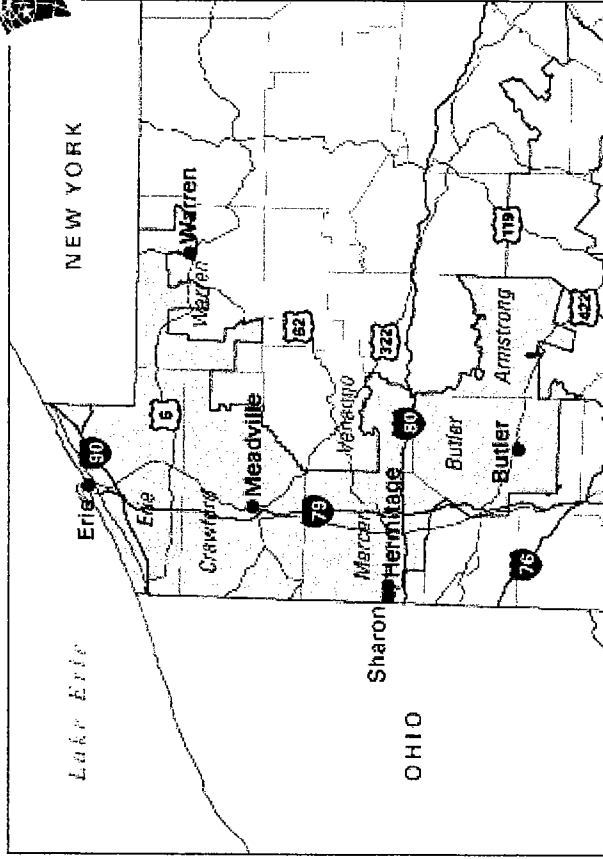 Lake Erie
NEW YORK
Erie
90
Erie
6
Warren
Warren
Crawford
Meadville
62
79
Venango
322
Mercer
Sharon
Hermitage
80
OHIO
Butler
Armstrong
119
Butler
76
422